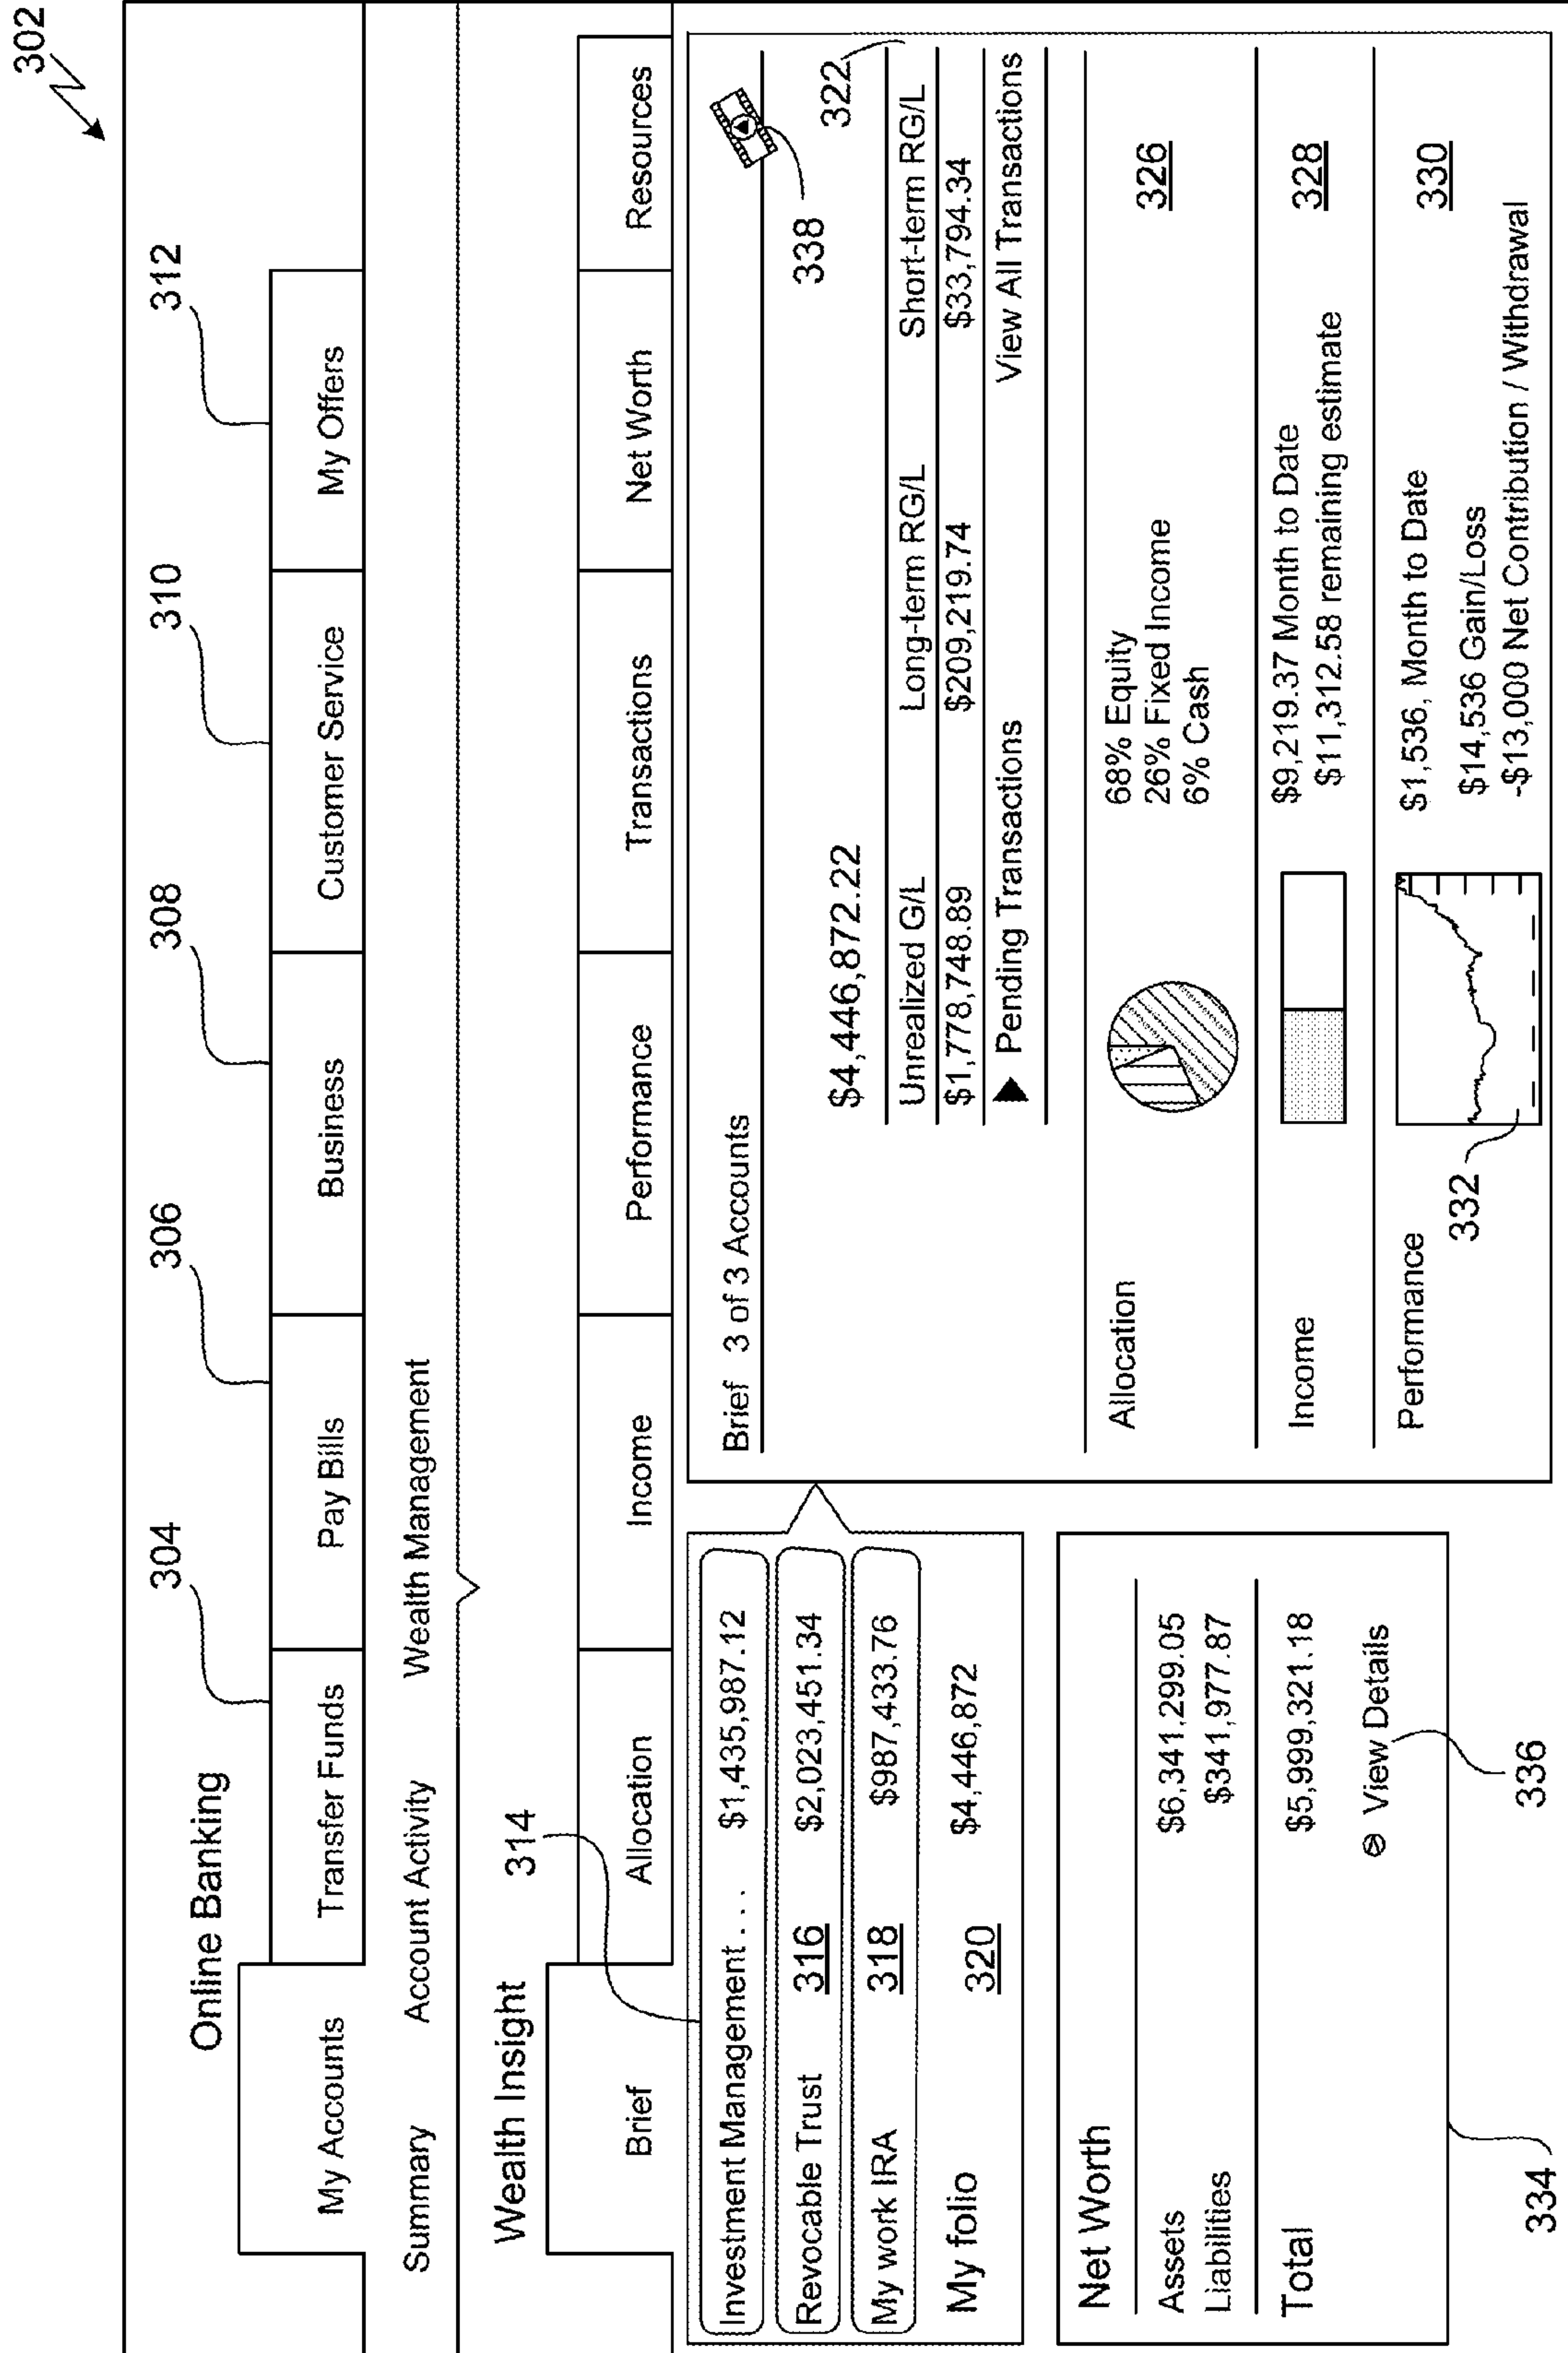 302
Online Banking
304 306 308 310 312
My Accounts Transfer Funds Pay Bills Business Customer Service My Offers
Summary Account Activity Wealth Management
Wealth Insight
314
Brief Allocation Income Performance Transactions Net Worth Resources
Investment Management . . . $1,435,987.12
Revocable Trust 316 $2,023,451.34
My work IRA 318 $987,433.76
My folio 320 $4,446,872
Net Worth
Assets $6,341,299.05
Liabilities $341,977.87
Total $5,999,321.18
View Details
336
334
Brief 3 of 3 Accounts
338
$4,446,872.22
322
Unrealized G/L Long-term RG/L Short-term RG/L
$1,778,748.89 $209,219.74 $33,794.34
Pending Transactions View All Transactions
Allocation
68% Equity
26% Fixed Income
6% Cash
326
Income
$9,219.37 Month to Date
$11,312.58 remaining estimate
328
Performance
332
$1,536, Month to Date
$14,536 Gain/Loss
-$13,000 Net Contribution / Withdrawal
330